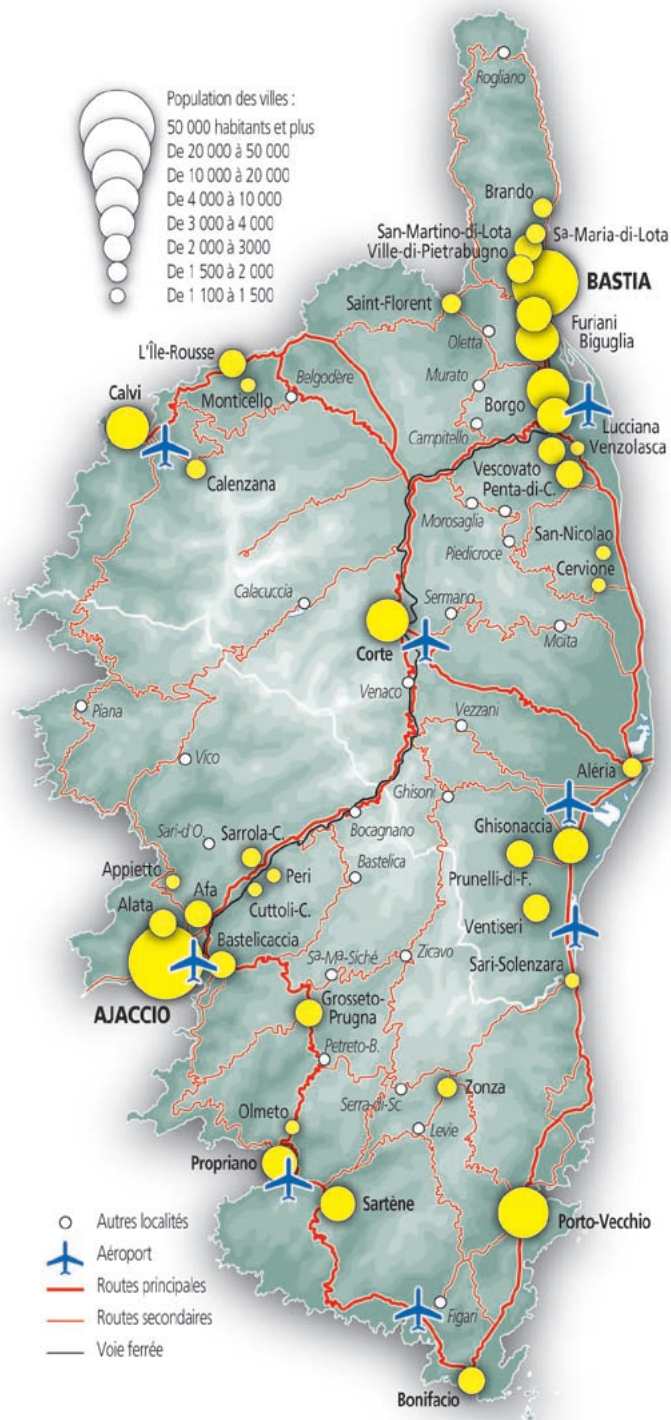 Rogliano
Population des villes :
50 000 habitants et plus
De 20 000 à 50 000
De 10 000 à 20 000
De 4 000 à 10 000
De 3 000 à 4 000
De 2 000 à 3000
De 1 500 à 2 000
De 1 100 à 1 500
Brando
San-Martino-di-Lota
Sª-Maria-di-Lota
Ville-di-Pietrabugno
BASTIA
Saint-Florent
Furiani
Oletta
Biguglia
L'Île-Rousse
Belgodère
Murato
Monticello
Calvi
Borgo
Campitello
Lucciana
Venzolasca
Vescovato
Calenzana
Penta-di-C.
Morosaglia
San-Nicolao
Piedicroce
Cervione
Calacuccia
Sermano
Corte
Moïta
Venaco
Piana
Vezzani
Vico
Aléria
Ghisoni
Bocagnano
Sari-d'O.
Sarrola-C.
Ghisonaccia
Bastelica
Appietto
Peri
Prunelli-di-F.
Afa
Cuttoli-C.
Alata
Ventiseri
Bastelicaccia
Sª-Mª-Siché
Zicavo
Sari-Solenzara
AJACCIO
Grosseto-
Prugna
Petreto-B.
Zonza
Serra-di-Sc.
Olmeto
Levie
Propriano
Sartène
Porto-Vecchio
Autres localités
Aéroport
Routes principales
Figari
Routes secondaires
Voie ferrée
Bonifacio